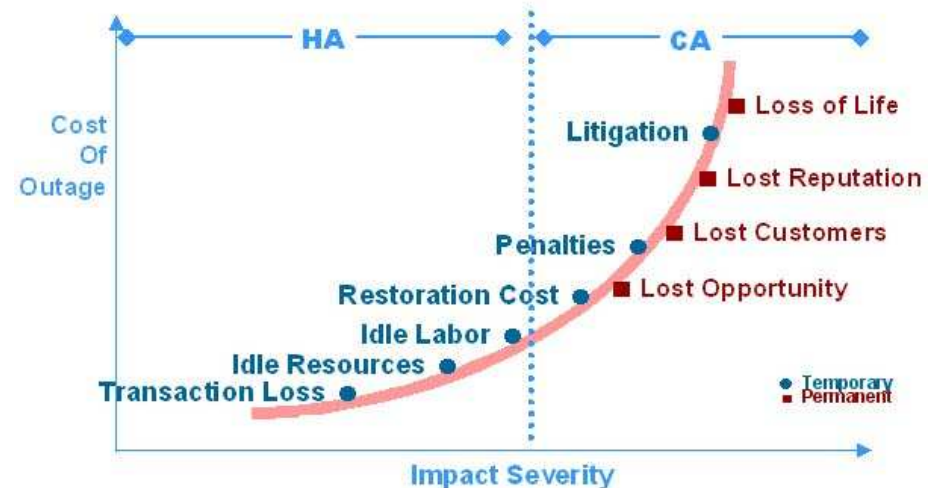 HA
CA
Cost
Of
Outage
Loss of Life
Litigation
Lost Reputation
Lost Customers
Penalties
Lost Opportunity
Restoration Cost
Idle Labor
Idle Resources
Transaction Loss
Temporary
Permanent
Impact Severity